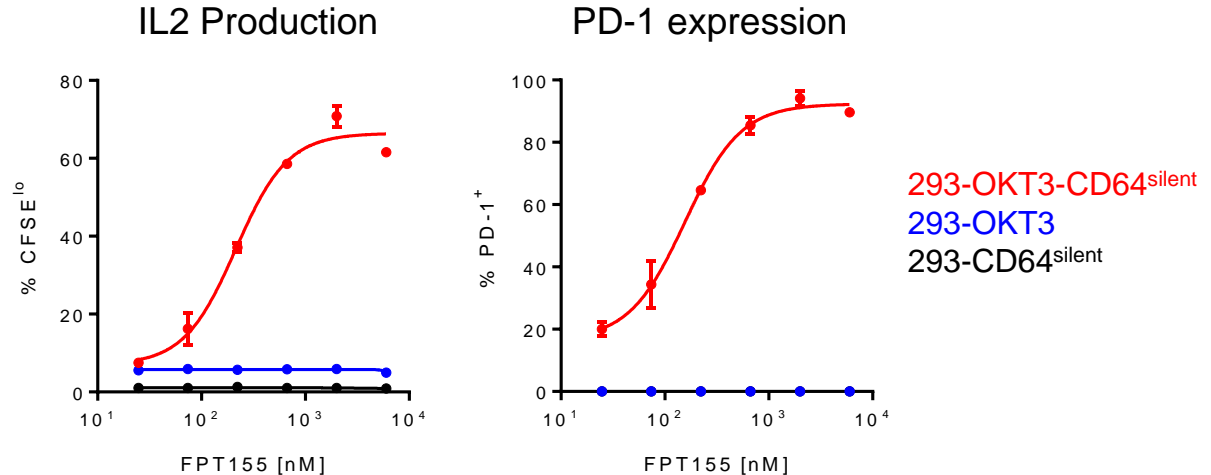 IL2 Production
PD-1 expression
80
60
40
20
0
% CFSE^lo
10^1
10^2
10^3
10^4
FPT155 [nM]
100
80
60
40
20
0
% PD-1^+
10^1
10^2
10^3
10^4
FPT155 [nM]
293-OKT3-CD64^silent
293-OKT3
293-CD64^silent